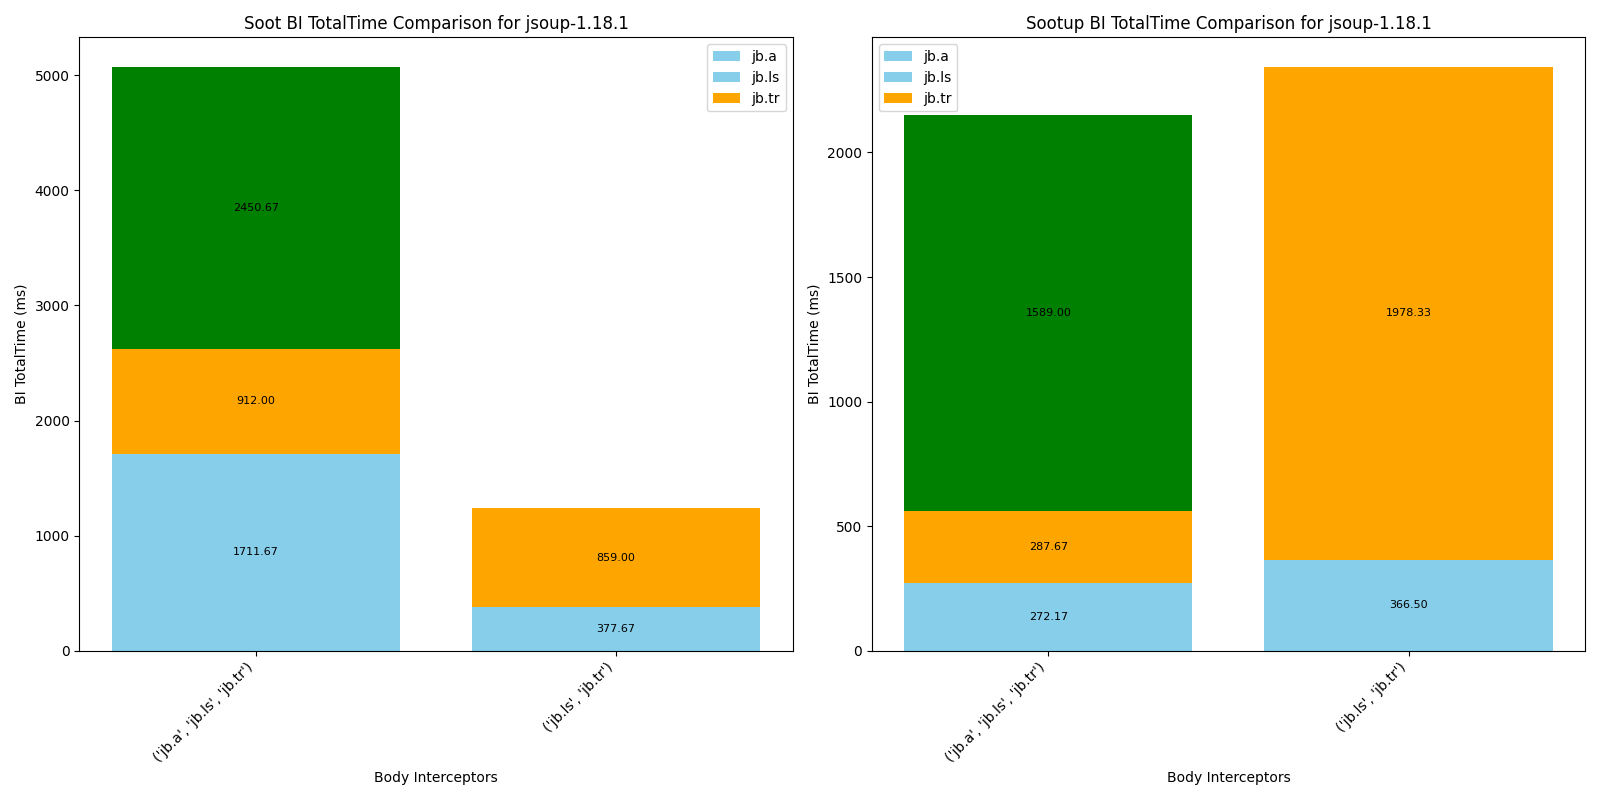 Soot BI TotalTime Comparison for jsoup-1.18.1
BI TotalTime (ms)
5000
4000
3000
2000
1000
0
jb.a
jb.ls
jb.tr
2450.67
912.00
1711.67
859.00
377.67
('jb.a', 'jb.ls', 'jb.tr')
('jb.ls', 'jb.tr')
Body Interceptors
Sootup BI TotalTime Comparison for jsoup-1.18.1
BI TotalTime (ms)
2000
1500
1000
500
0
jb.a
jb.ls
jb.tr
1589.00
287.67
272.17
1978.33
366.50
('jb.a', 'jb.ls', 'jb.tr')
('jb.ls', 'jb.tr')
Body Interceptors